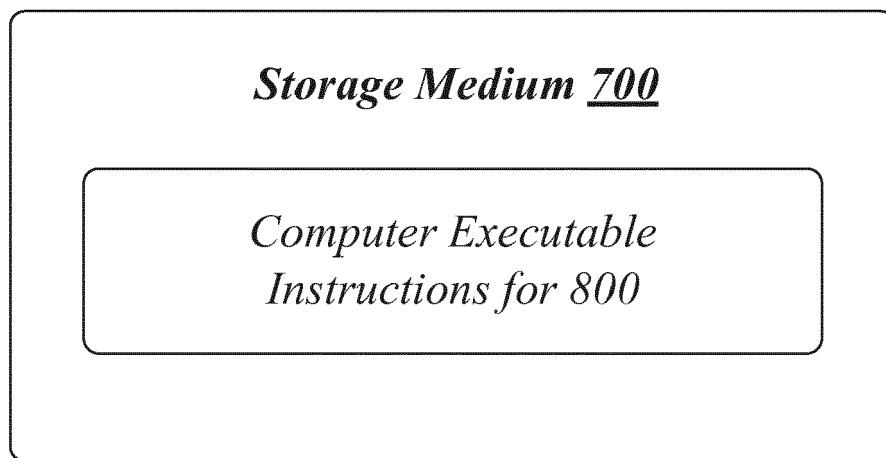 Storage Medium 700
Computer Executable
Instructions for 800